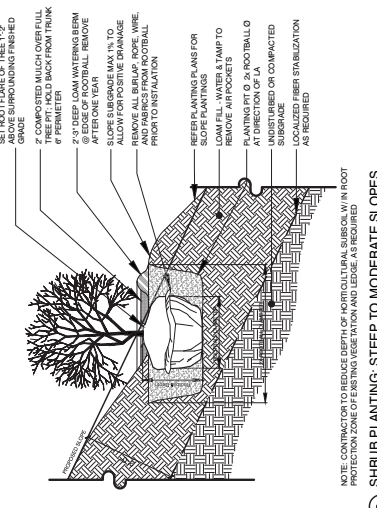 SET ROOT FLARE OF TREE 1"-2"
ABOVE SURROUNDING FINISHED
GRADE
2" COMPOSTED MULCH OVER FULL
TREE PIT; HOLD BACK FROM TRUNK
6" PERIMETER
2"-3" DEEP LOAM WATERING BERM
@ EDGE OF ROOTBALL. REMOVE
AFTER ONE YEAR
SLOPE SUBGRADE MAX 1% TO
ALLOW FOR POSITIVE DRAINAGE
REMOVE ALL BURLAP, ROPE, WIRE,
AND FABRICS FROM ROOTBALL
PRIOR TO INSTALLATION
REFER PLANTING PLANS FOR
SLOPE PLANTINGS
LOAM FILL - WATER & TAMP TO
REMOVE AIR POCKETS
PLANTING PIT Ø 2x ROOTBALL Ø
AT DIRECTION OF LA
UNDISTURBED OR COMPACTED
SUBGRADE
LOCALIZED FIBER STABILIZATION
AS REQUIRED
PROPOSED SLOPE
NOTE: CONTRACTOR TO REDUCE DEPTH OF HORTICULTURAL SUBSOIL W/ IN ROOT
PROTECTION ZONE OF EXISTING VEGETATION AND LEDGE, AS REQUIRED
SHRUB PLANTING: STEEP TO MODERATE SLOPES